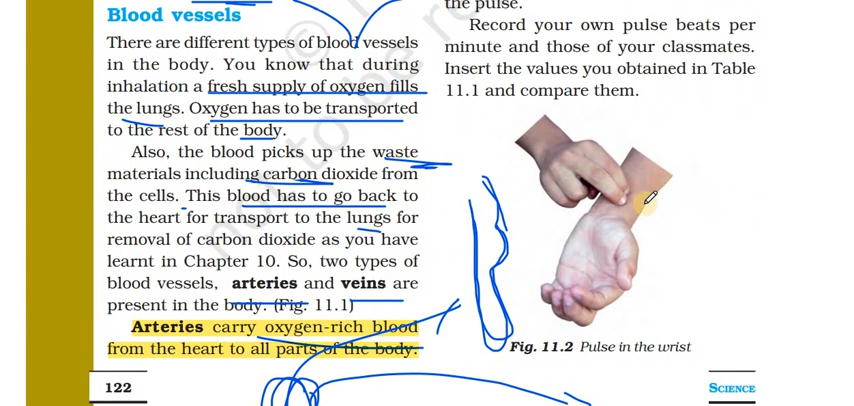 Blood vessels
There are different types of blood vessels
in the body. You know that during
inhalation a fresh supply of oxygen fills
the lungs. Oxygen has to be transported
to the rest of the body.
Also, the blood picks up the waste
materials including carbon dioxide from
the cells. This blood has to go back to
the heart for transport to the lungs for
removal of carbon dioxide as you have
learnt in Chapter 10. So, two types of
blood vessels, arteries and veins are
present in the body. (Fig. 11.1)
Arteries carry oxygen-rich blood
from the heart to all parts of the body.
122
the pulse.
Record your own pulse beats per
minute and those of your classmates.
Insert the values you obtained in Table
11.1 and compare them.
Fig. 11.2 Pulse in the wrist
SCIENCE